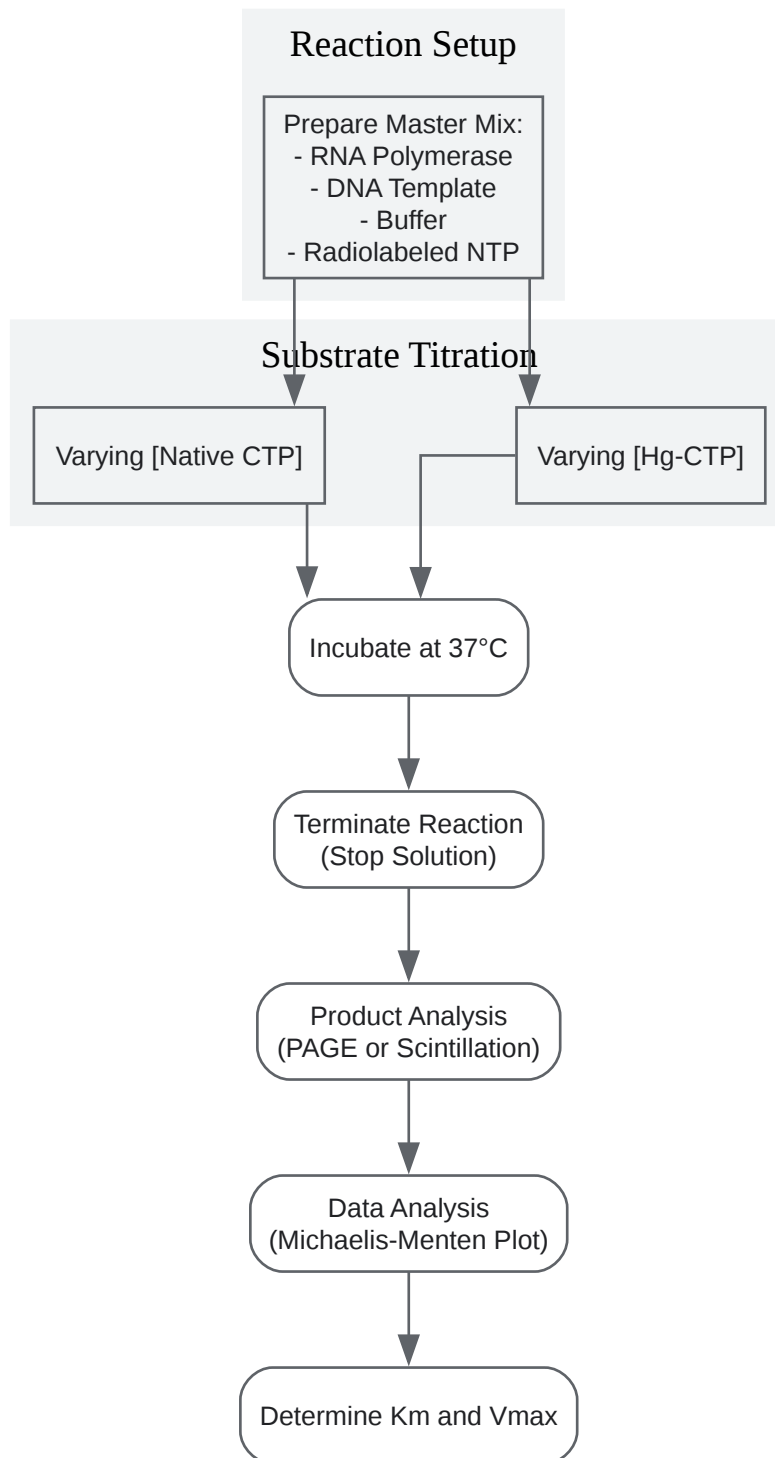 Reaction Setup
Prepare Master Mix:
- RNA Polymerase
- DNA Template
- Buffer
- Radiolabeled NTP
Substrate Titration
Varying [Native CTP]
Varying [Hg-CTP]
Incubate at 37°C
Terminate Reaction
(Stop Solution)
Product Analysis
(PAGE or Scintillation)
Data Analysis
(Michaelis-Menten Plot)
Determine Km and Vmax